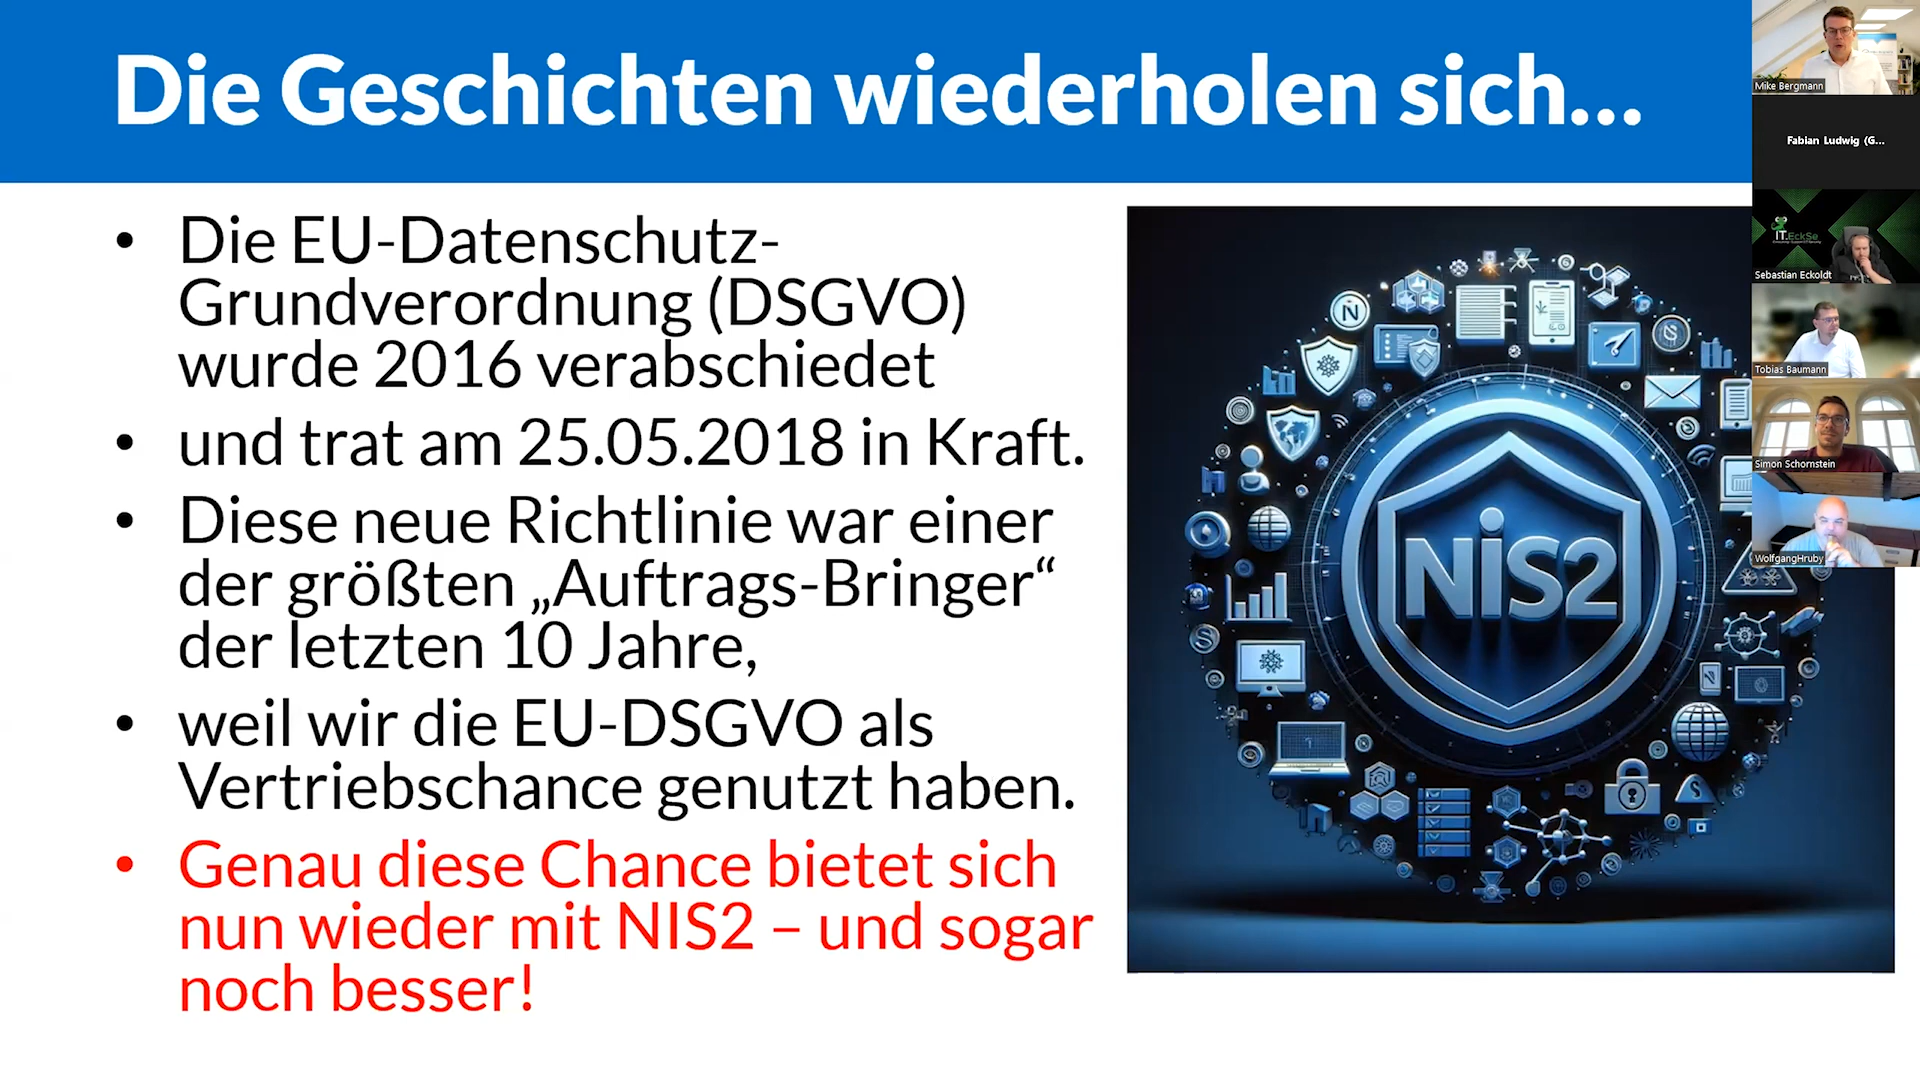 Die Geschichten wiederholen sich...
• Die EU-Datenschutz-
Grundverordnung (DSGVO)
wurde 2016 verabschiedet
• und trat am 25.05.2018 in Kraft.
• Diese neue Richtlinie war einer
der größten „Auftrags-Bringer“
der letzten 10 Jahre,
• weil wir die EU-DSGVO als
Vertriebschance genutzt haben.
• Genau diese Chance bietet sich
nun wieder mit NIS2 – und sogar
noch besser!
NiS2
Mike Bergmann
Fabian Ludwig (G...
IT.EckSe
Sebastian Eckoldt
Tobias Baumann
Simon Schornstein
WolfgangHruby